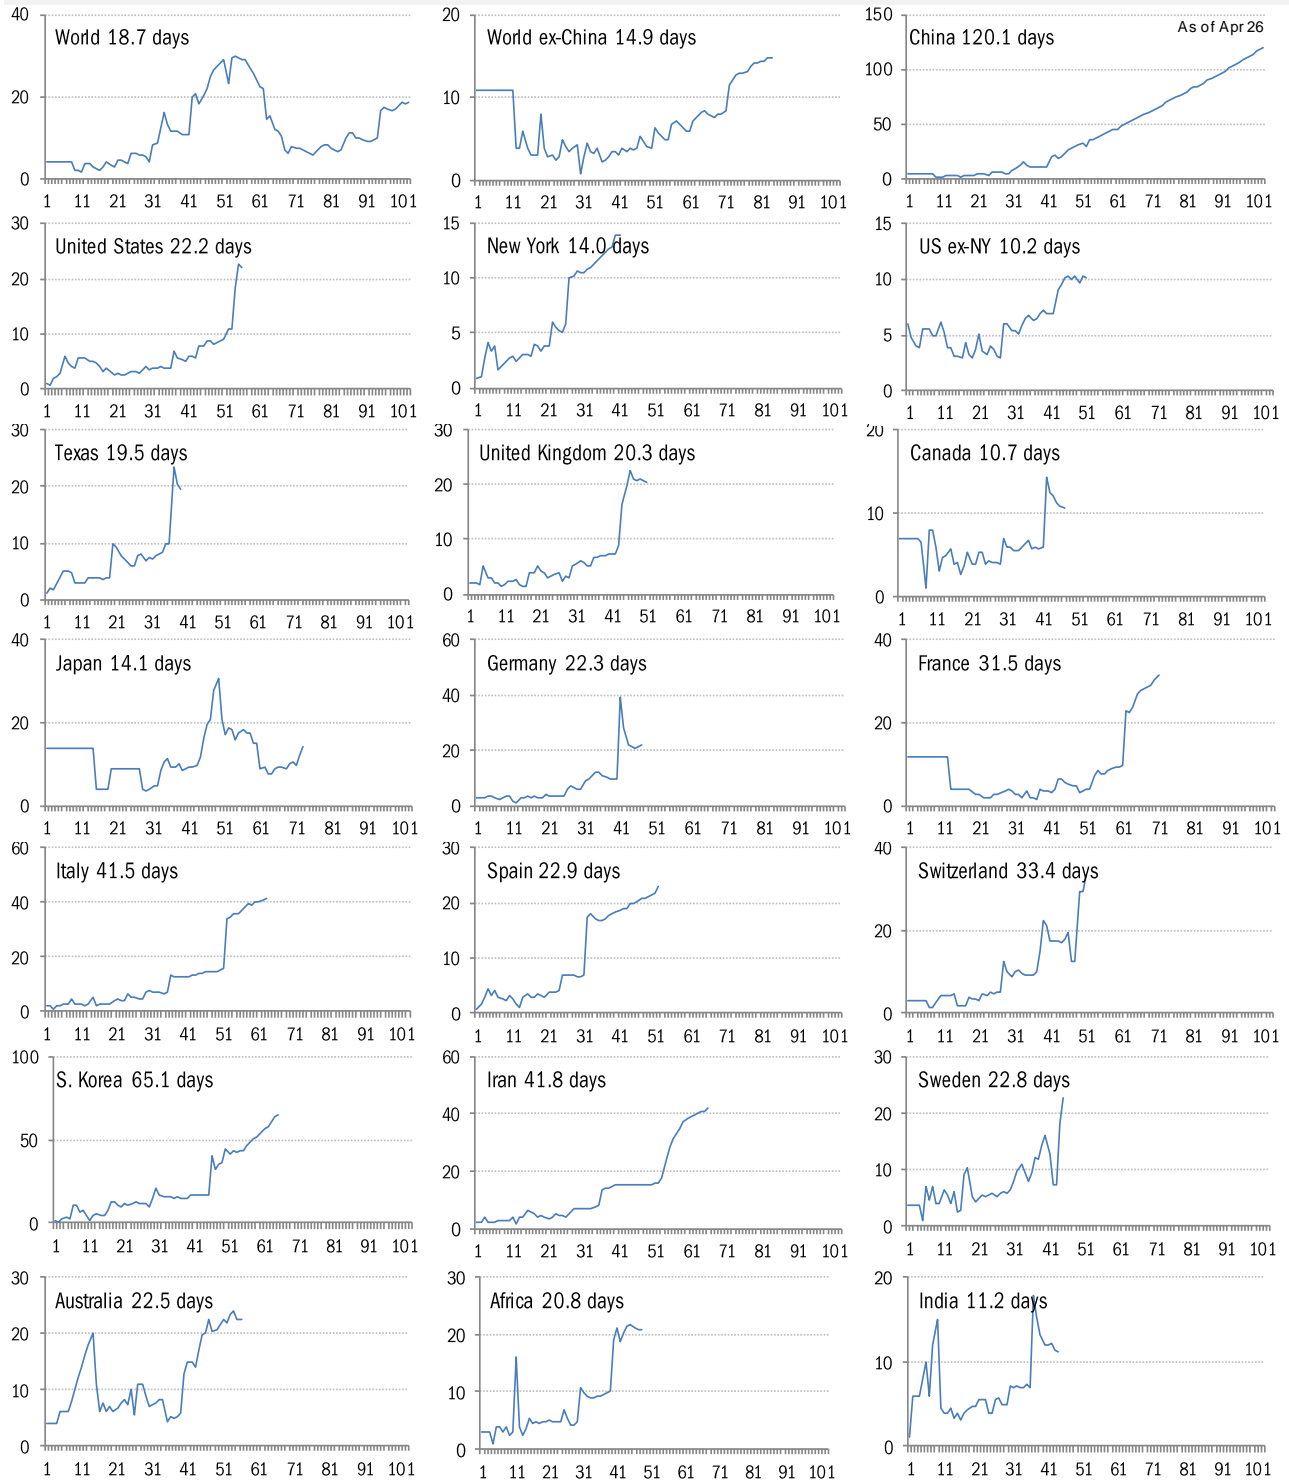 World 18.7 days
40
20
0
1 11 21 31 41 51 61 71 81 91 101
World ex-China 14.9 days
20
10
0
1 11 21 31 41 51 61 71 81 91 101
China 120.1 days
As of Apr 26
150
100
50
0
1 11 21 31 41 51 61 71 81 91 101
United States 22.2 days
30
20
10
0
1 11 21 31 41 51 61 71 81 91 101
New York 14.0 days
15
10
5
0
1 11 21 31 41 51 61 71 81 91 101
US ex-NY 10.2 days
15
10
5
0
1 11 21 31 41 51 61 71 81 91 101
Texas 19.5 days
30
20
10
0
1 11 21 31 41 51 61 71 81 91 101
United Kingdom 20.3 days
30
20
10
0
1 11 21 31 41 51 61 71 81 91 101
Canada 10.7 days
20
10
0
1 11 21 31 41 51 61 71 81 91 101
Japan 14.1 days
40
20
0
1 11 21 31 41 51 61 71 81 91 101
Germany 22.3 days
60
40
20
0
1 11 21 31 41 51 61 71 81 91 101
France 31.5 days
40
20
0
1 11 21 31 41 51 61 71 81 91 101
Italy 41.5 days
60
40
20
0
1 11 21 31 41 51 61 71 81 91 101
Spain 22.9 days
30
20
10
0
1 11 21 31 41 51 61 71 81 91 101
Switzerland 33.4 days
40
20
0
1 11 21 31 41 51 61 71 81 91 101
S. Korea 65.1 days
100
50
0
1 11 21 31 41 51 61 71 81 91 101
Iran 41.8 days
60
40
20
0
1 11 21 31 41 51 61 71 81 91 101
Sweden 22.8 days
30
20
10
0
1 11 21 31 41 51 61 71 81 91 101
Australia 22.5 days
30
20
10
0
1 11 21 31 41 51 61 71 81 91 101
Africa 20.8 days
30
20
10
0
1 11 21 31 41 51 61 71 81 91 101
India 11.2 days
20
10
0
1 11 21 31 41 51 61 71 81 91 101